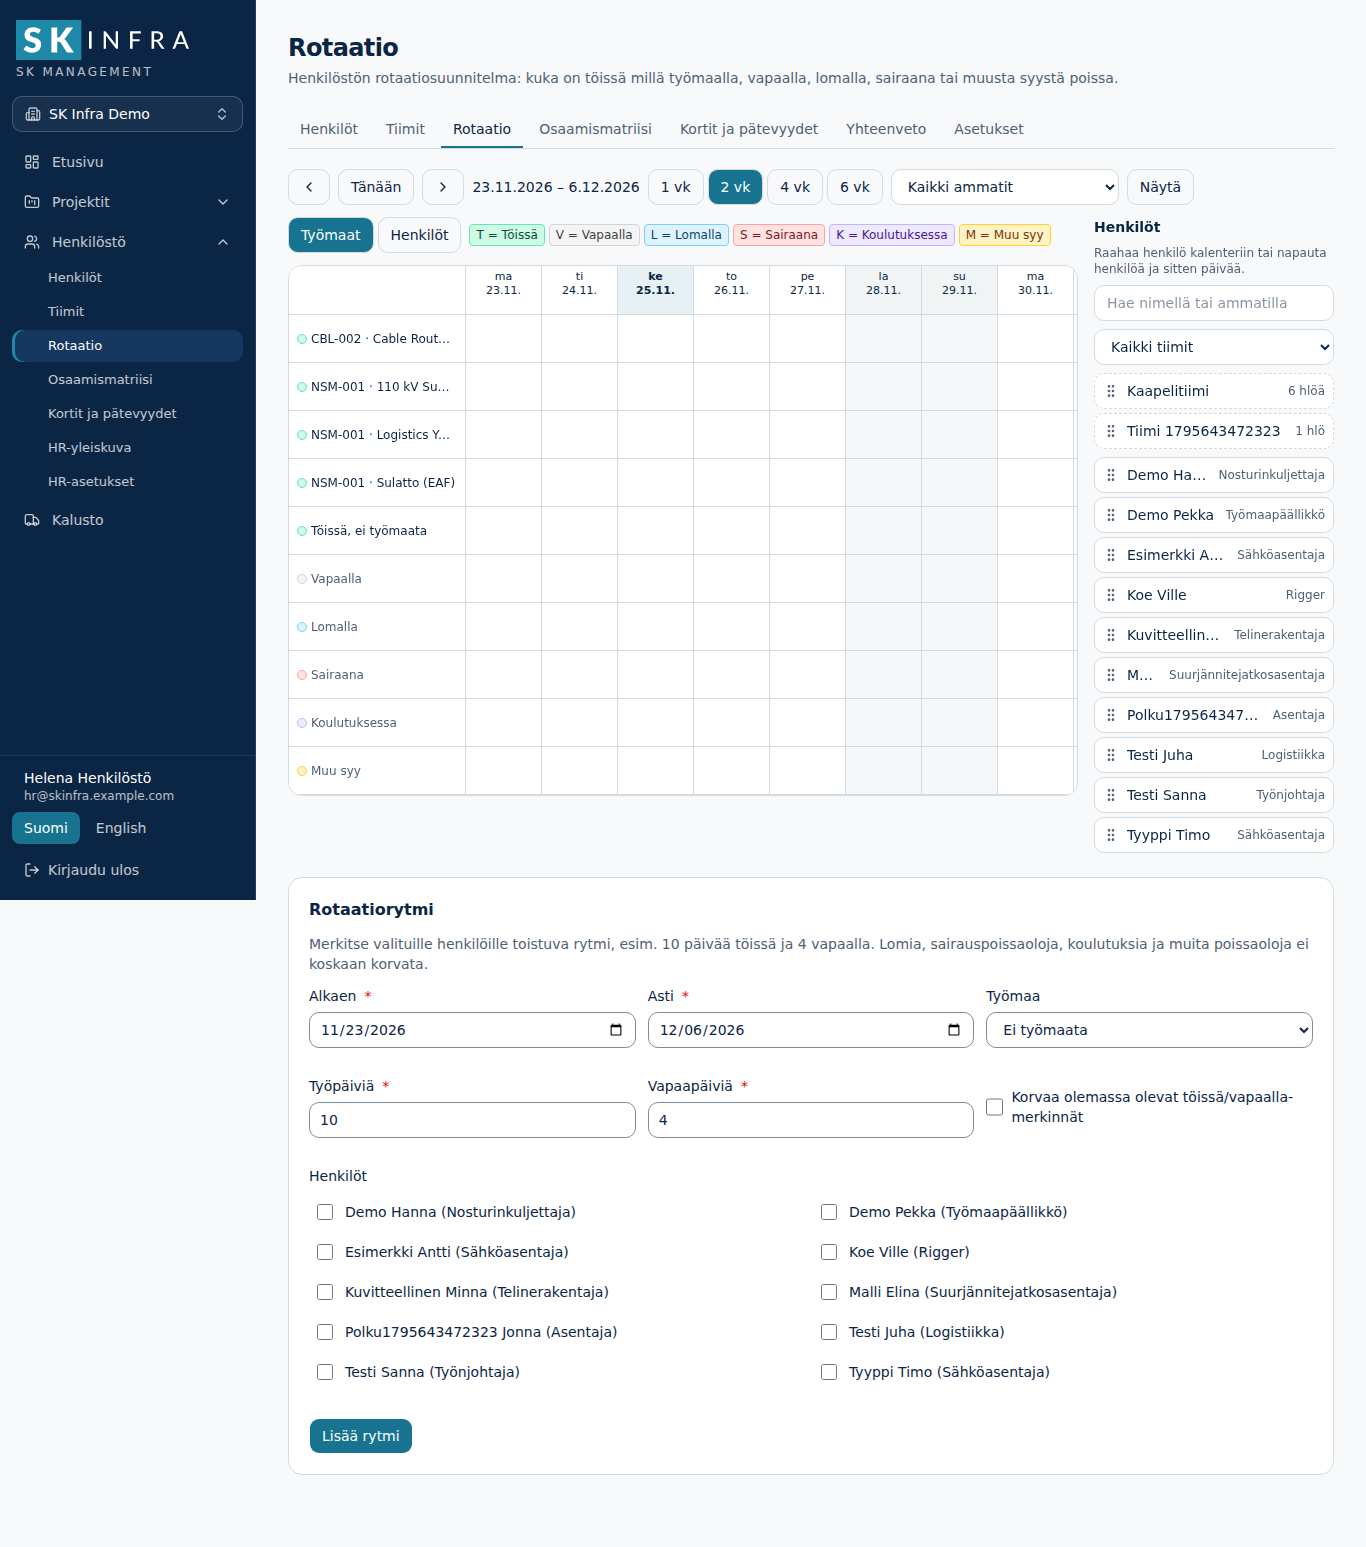 SK INFRA
SK MANAGEMENT
SK Infra Demo
Etusivu
Projektit
Henkilöstö
Henkilöt
Tiimit
Rotaatio
Osaamismatriisi
Kortit ja pätevyydet
HR-yleiskuva
HR-asetukset
Kalusto
Helena Henkilöstö
hr@skinfra.example.com
Suomi English
Kirjaudu ulos
Rotaatio
Henkilöstön rotaatiosuunnitelma: kuka on töissä millä työmaalla, vapaalla, lomalla, sairaana tai muusta syystä poissa.
Henkilöt Tiimit Rotaatio Osaamismatriisi Kortit ja pätevyydet Yhteenveto Asetukset
Tänään 23.11.2026 – 6.12.2026 1 vk 2 vk 4 vk 6 vk Kaikki ammatit Näytä
Työmaat Henkilöt T = Töissä V = Vapaalla L = Lomalla S = Sairaana K = Koulutuksessa M = Muu syy
ma ti ke to pe la su ma
23.11. 24.11. 25.11. 26.11. 27.11. 28.11. 29.11. 30.11.
CBL-002 · Cable Rout…
NSM-001 · 110 kV Su…
NSM-001 · Logistics Y…
NSM-001 · Sulatto (EAF)
Töissä, ei työmaata
Vapaalla
Lomalla
Sairaana
Koulutuksessa
Muu syy
Henkilöt
Raahaa henkilö kalenteriin tai napauta
henkilöä ja sitten päivää.
Hae nimellä tai ammatilla
Kaikki tiimit
Kaapelitiimi 6 hlöä
Tiimi 1795643472323 1 hlö
Demo Ha… Nosturinkuljettaja
Demo Pekka Työmaapäällikkö
Esimerkki A… Sähköasentaja
Koe Ville Rigger
Kuvitteellin… Telinerakentaja
M… Suurjännitejatkosasentaja
Polku179564347… Asentaja
Testi Juha Logistiikka
Testi Sanna Työnjohtaja
Tyyppi Timo Sähköasentaja
Rotaatiorytmi
Merkitse valituille henkilöille toistuva rytmi, esim. 10 päivää töissä ja 4 vapaalla. Lomia, sairauspoissaoloja, koulutuksia ja muita poissaoloja ei
koskaan korvata.
Alkaen * Asti * Työmaa
11/23/2026 12/06/2026 Ei työmaata
Työpäiviä * Vapaapäiviä *
10 4
Korvaa olemassa olevat töissä/vapaalla-
merkinnät
Henkilöt
Demo Hanna (Nosturinkuljettaja) Demo Pekka (Työmaapäällikkö)
Esimerkki Antti (Sähköasentaja) Koe Ville (Rigger)
Kuvitteellinen Minna (Telinerakentaja) Malli Elina (Suurjännitejatkosasentaja)
Polku1795643472323 Jonna (Asentaja) Testi Juha (Logistiikka)
Testi Sanna (Työnjohtaja) Tyyppi Timo (Sähköasentaja)
Lisää rytmi